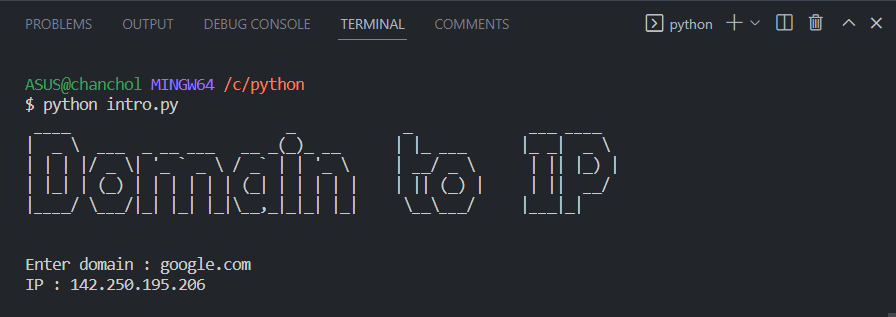 PROBLEMS OUTPUT DEBUG CONSOLE TERMINAL COMMENTS python
ASUS@chanchol MINGW64 /c/python
$ python intro.py
Domain to IP
Enter domain : google.com
IP : 142.250.195.206